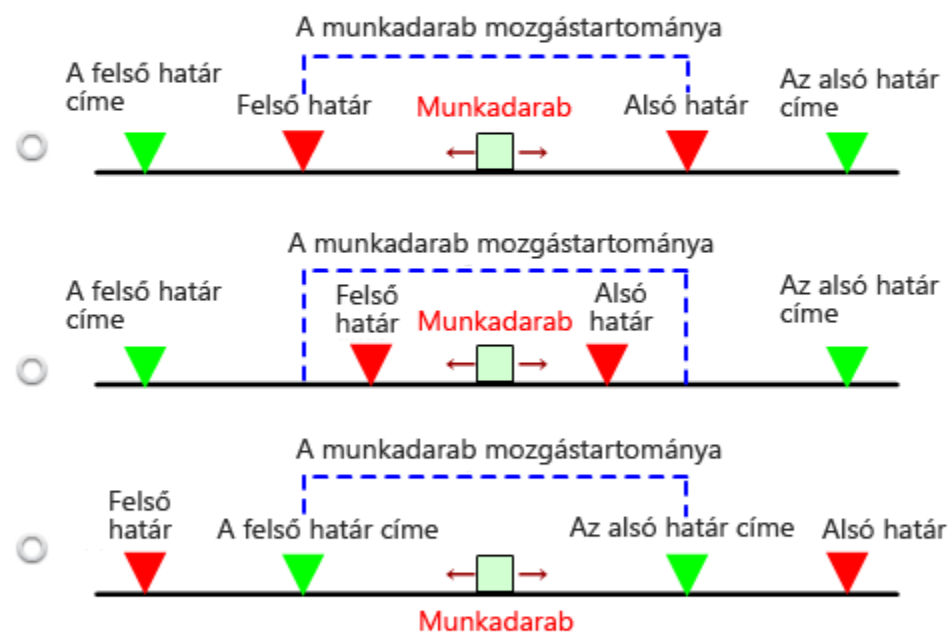 A munkadarab mozgástartománya
A felső határ
címe
Felső határ
Munkadarab
Alsó határ
Az alsó határ
címe
A munkadarab mozgástartománya
A felső határ
címe
Felső
határ
Munkadarab
Alsó
határ
Az alsó határ
címe
A munkadarab mozgástartománya
Felső
határ
A felső határ címe
Az alsó határ címe
Alsó határ
Munkadarab